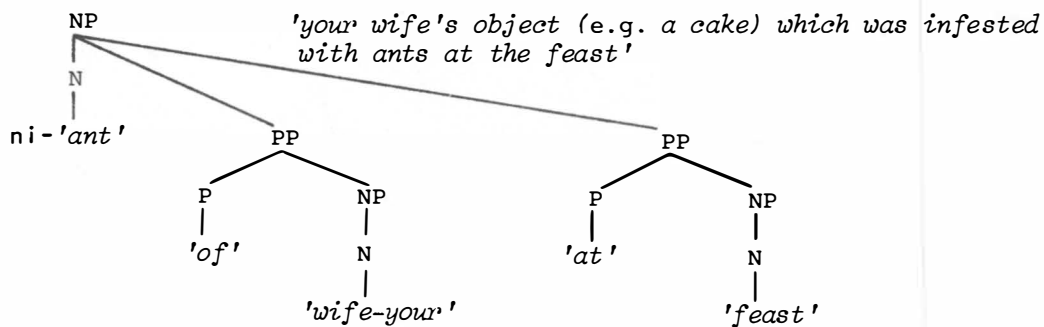 NP 'your wife's object (e.g. a cake) which was infested
with ants at the feast'
N
ni-'ant' PP PP
P NP P NP
'of' N 'at' N
'wife-your' 'feast'